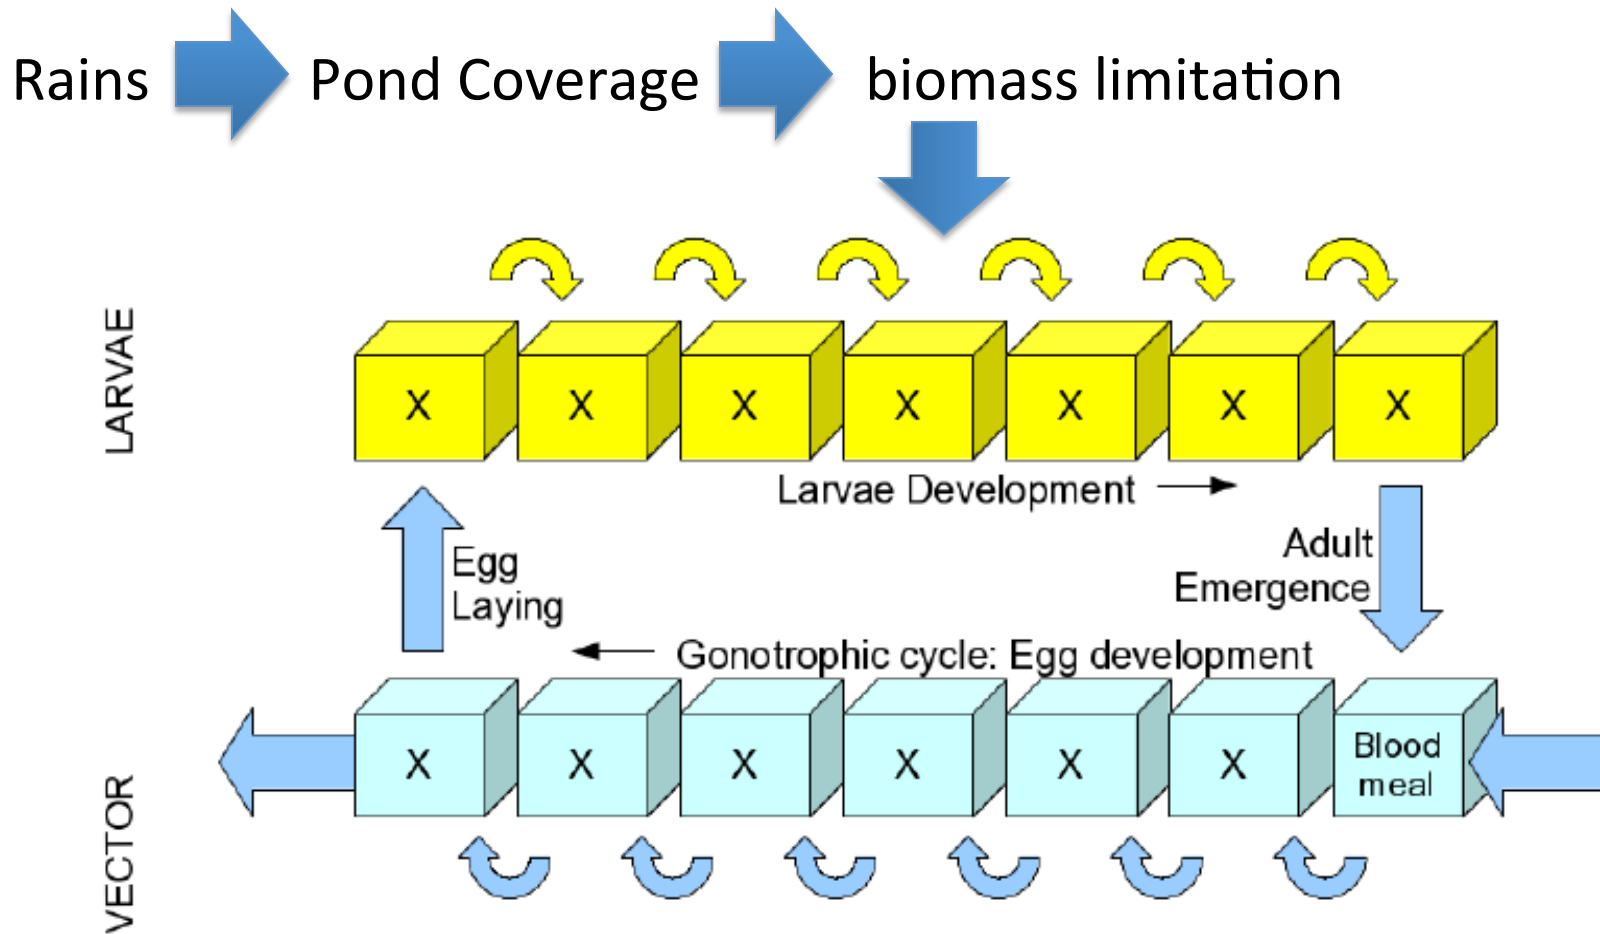 Rains Pond Coverage biomass limitation
LARVAE
X X X X X X X
Larvae Development
Egg
Laying
Adult
Emergence
Gonotrophic cycle: Egg development
VECTOR
X X X X X X Blood
meal